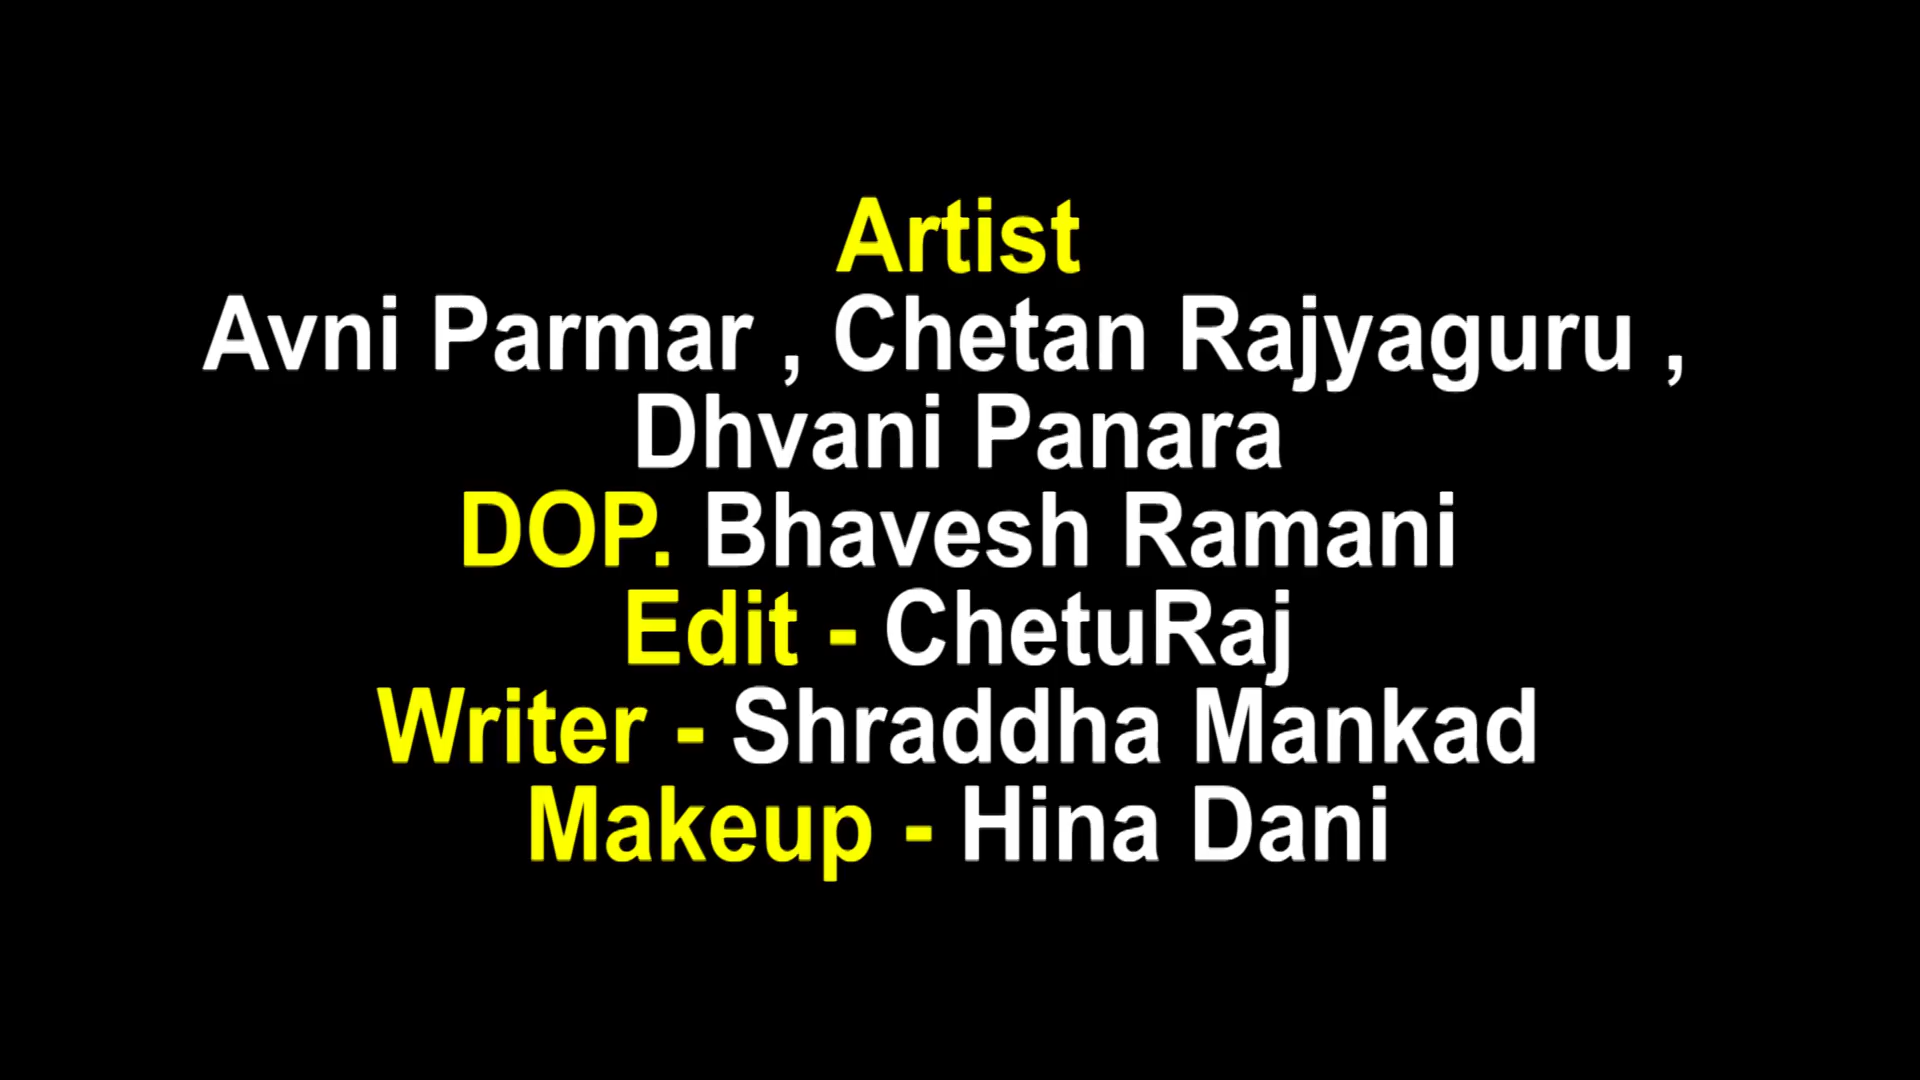 Artist
Avni Parmar , Chetan Rajyaguru ,
Dhvani Panara
DOP. Bhavesh Ramani
Edit - ChetuRaj
Writer - Shraddha Mankad
Makeup - Hina Dani